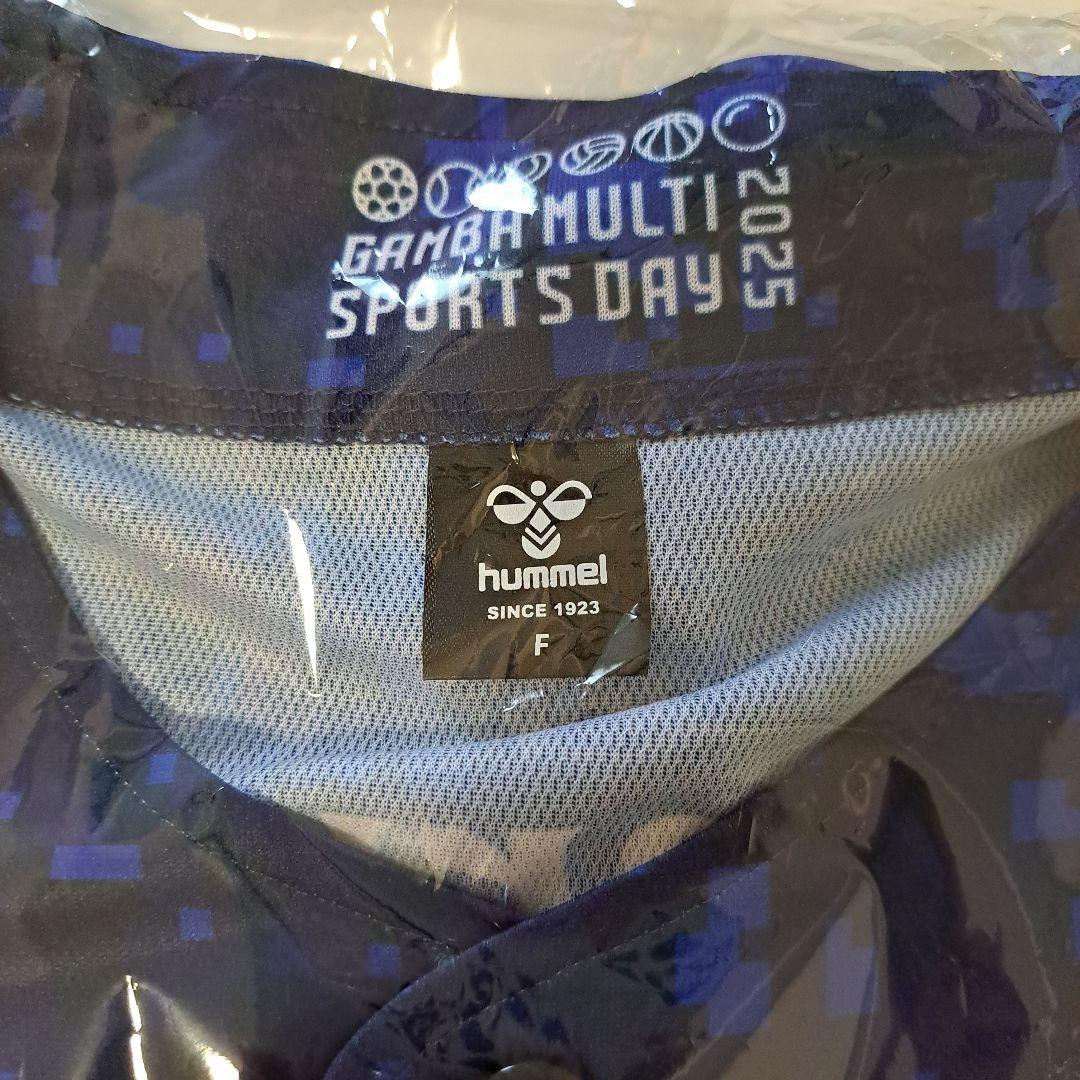 GAMBA MULTI
SPORTS DAY
2025
hummel
SINCE 1923
F